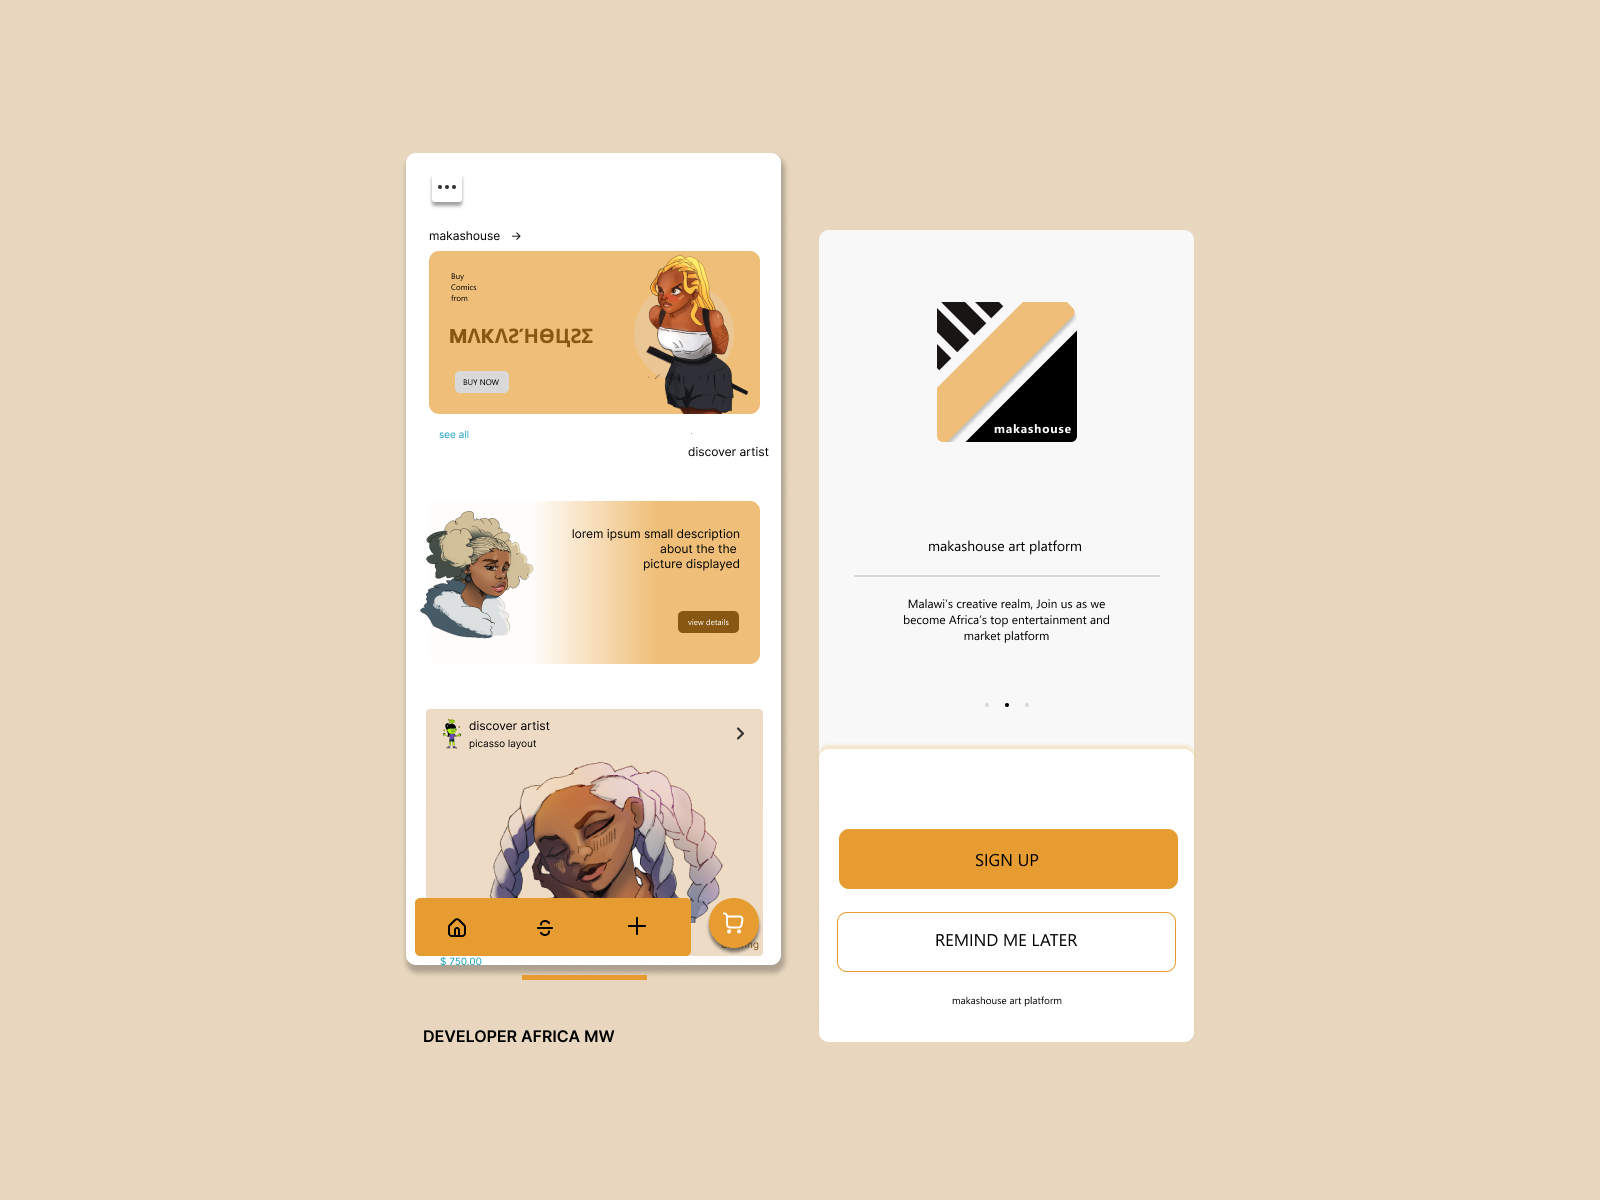 makashouse →
Buy
Comics
from
MΛKΛƧΉӨЦƧΣ
BUY NOW
see all
discover artist
lorem ipsum small description
about the the
picture displayed
view details
discover artist
picasso layout
$ 750.00
DEVELOPER AFRICA MW
makashouse
makashouse art platform
Malawi's creative realm, Join us as we
become Africa's top entertainment and
market platform
SIGN UP
REMIND ME LATER
makashouse art platform